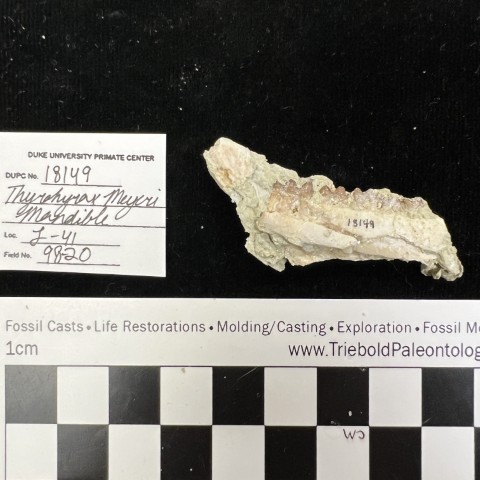 DUKE UNIVERSITY PRIMATE CENTER
DUPC No. 18149
Thyrohyrax Meyeri
Mandible
Loc. L-41
Field No. 9820
18149
Fossil Casts • Life Restorations • Molding/Casting • Exploration • Fossil M
1cm www.TrieboldPaleontolog
CM